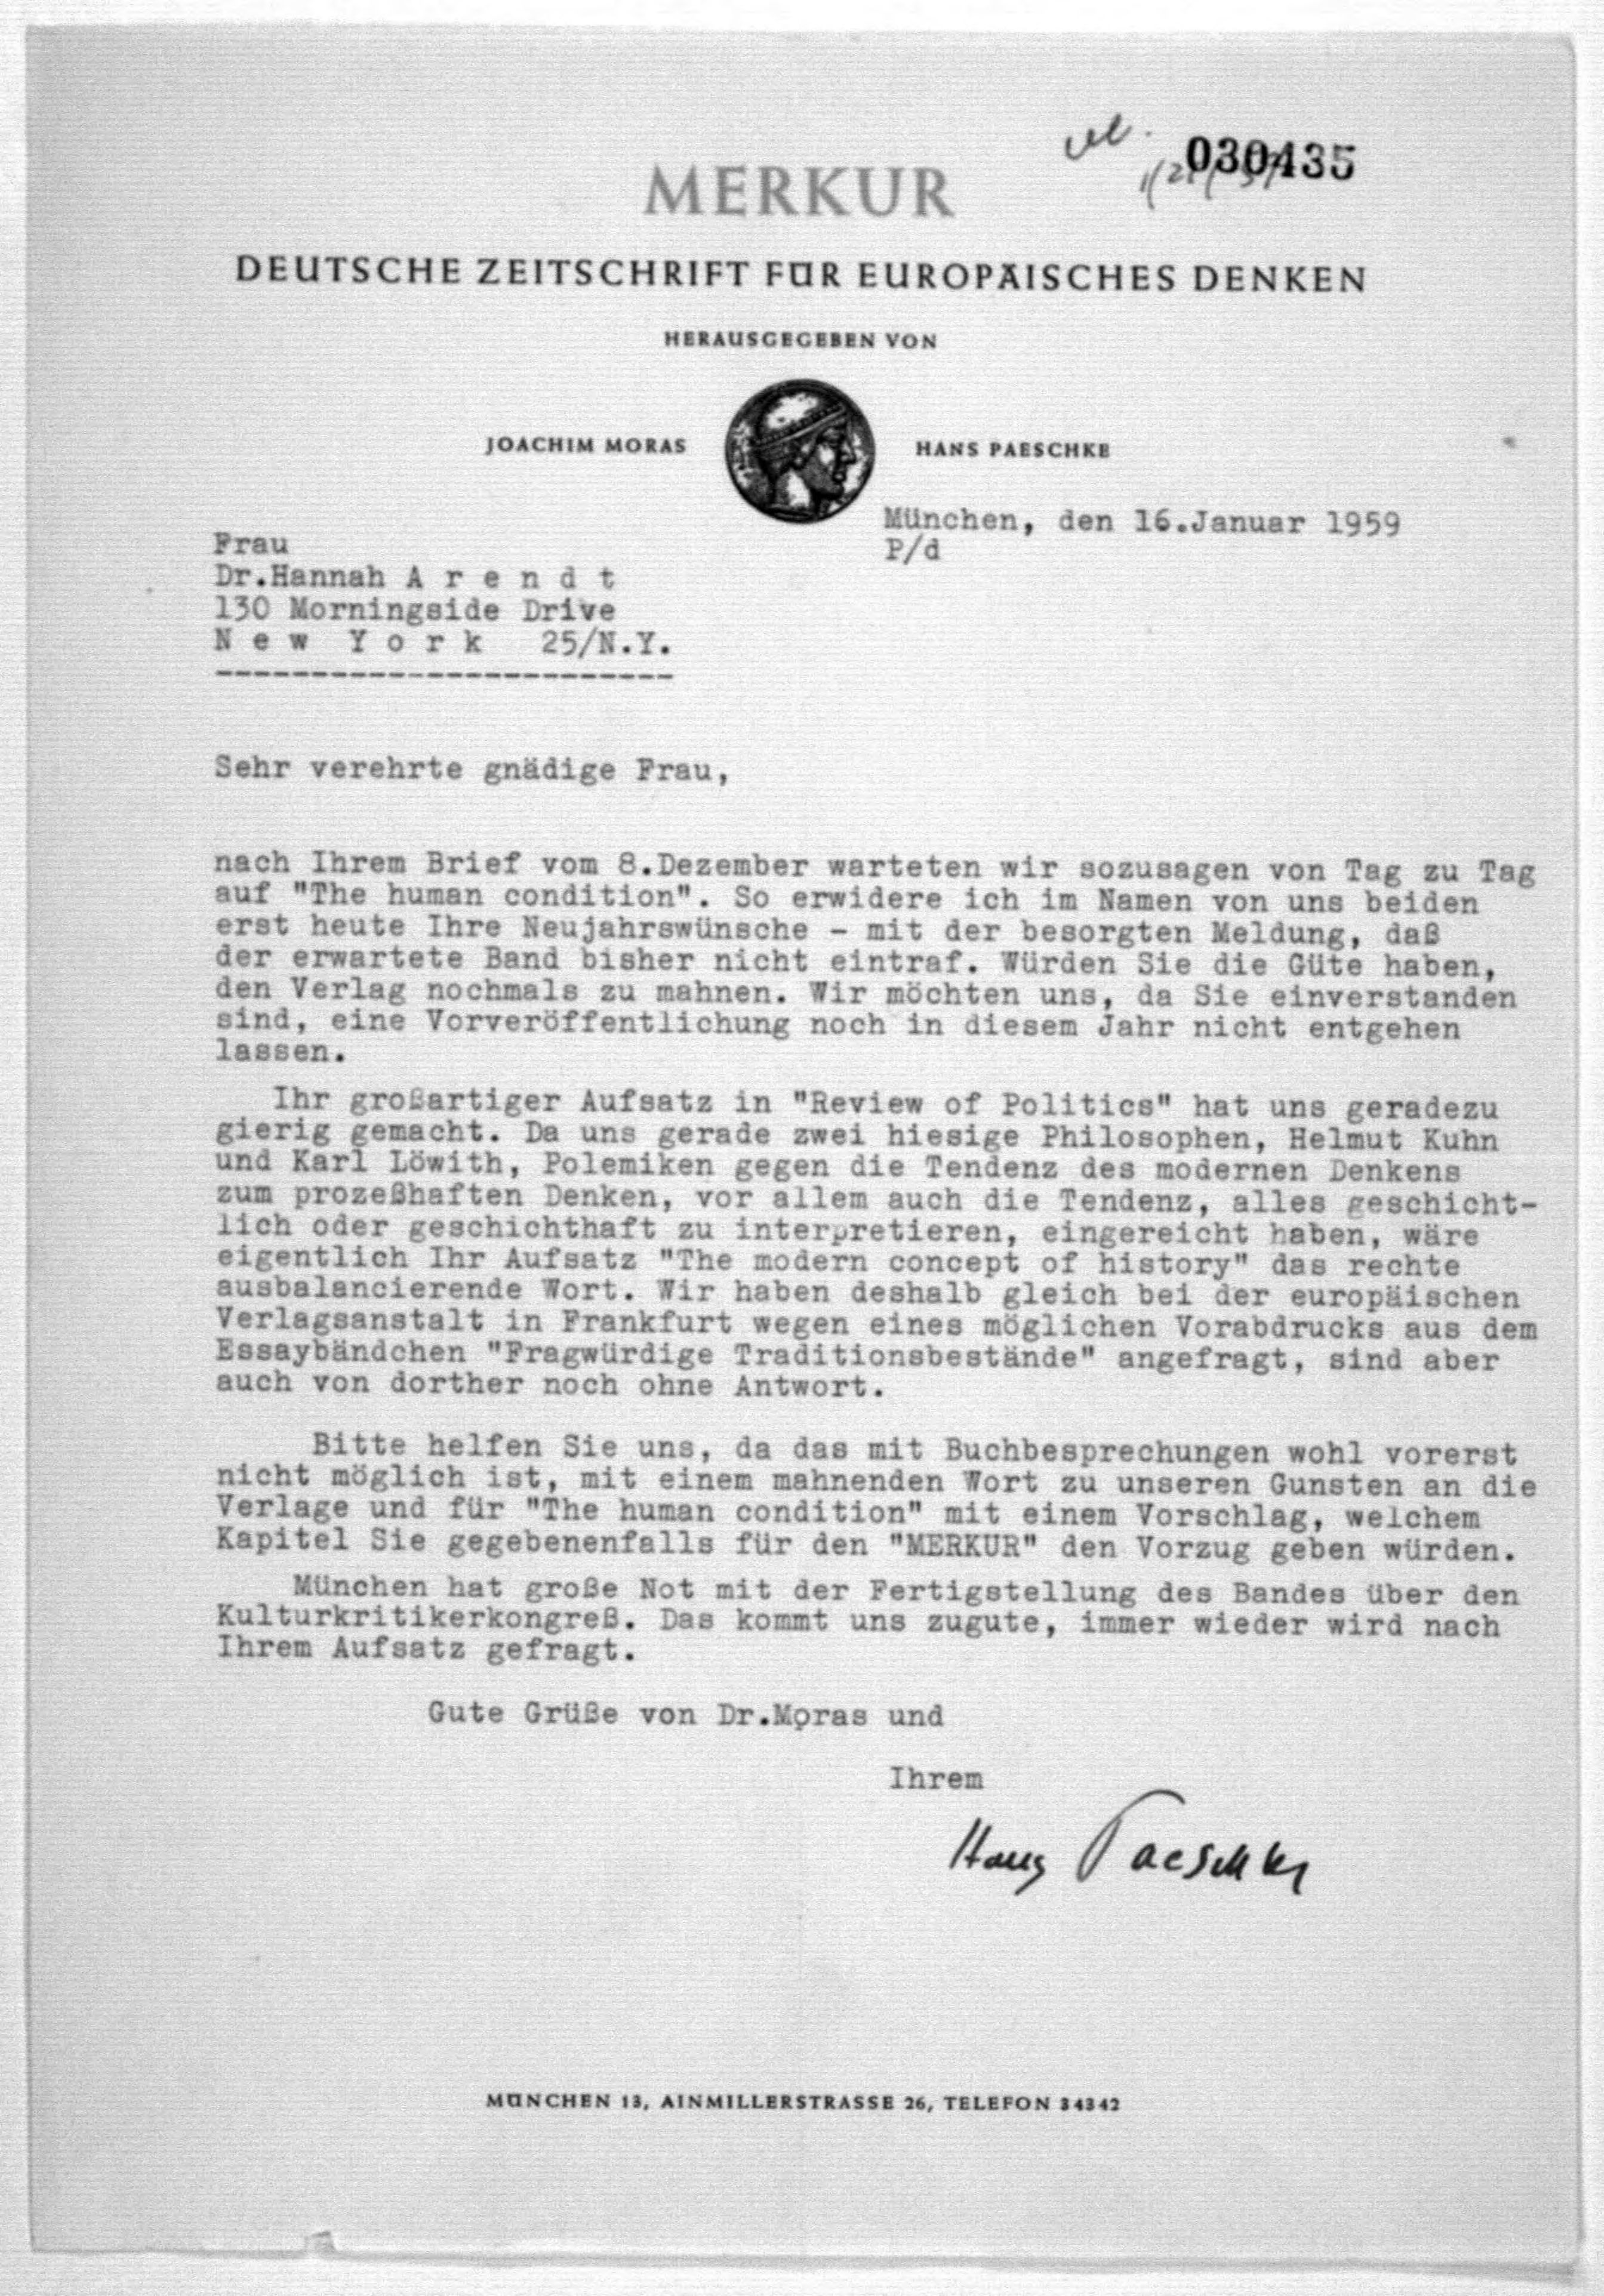 030435
MERKUR
DEUTSCHE ZEITSCHRIFT FÜR EUROPÄISCHES DENKEN
HERAUSGEGEBEN VON
JOACHIM MORAS HANS PAESCHKE
München, den 16.Januar 1959
P/d
Frau
Dr.Hannah A r e n d t
130 Morningside Drive
N e w Y o r k 25/N.Y.
------------------------
Sehr verehrte gnädige Frau,
nach Ihrem Brief vom 8.Dezember warteten wir sozusagen von Tag zu Tag
auf "The human condition". So erwidere ich im Namen von uns beiden
erst heute Ihre Neujahrswünsche - mit der besorgten Meldung, daß
der erwartete Band bisher nicht eintraf. Würden Sie die Güte haben,
den Verlag nochmals zu mahnen. Wir möchten uns, da Sie einverstanden
sind, eine Vorveröffentlichung noch in diesem Jahr nicht entgehen
lassen.
Ihr großartiger Aufsatz in "Review of Politics" hat uns geradezu
gierig gemacht. Da uns gerade zwei hiesige Philosophen, Helmut Kuhn
und Karl Löwith, Polemiken gegen die Tendenz des modernen Denkens
zum prozeßhaften Denken, vor allem auch die Tendenz, alles geschicht-
lich oder geschichthaft zu interpretieren, eingereicht haben, wäre
eigentlich Ihr Aufsatz "The modern concept of history" das rechte
ausbalancierende Wort. Wir haben deshalb gleich bei der europäischen
Verlagsanstalt in Frankfurt wegen eines möglichen Vorabdrucks aus dem
Essaybändchen "Fragwürdige Traditionsbestände" angefragt, sind aber
auch von dorther noch ohne Antwort.
Bitte helfen Sie uns, da das mit Buchbesprechungen wohl vorerst
nicht möglich ist, mit einem mahnenden Wort zu unseren Gunsten an die
Verlage und für "The human condition" mit einem Vorschlag, welchem
Kapitel Sie gegebenenfalls für den "MERKUR" den Vorzug geben würden.
München hat große Not mit der Fertigstellung des Bandes über den
Kulturkritikerkongreß. Das kommt uns zugute, immer wieder wird nach
Ihrem Aufsatz gefragt.
Gute Grüße von Dr.Moras und
Ihrem
Hans Paeschke
MÜNCHEN 13, AINMILLERSTRASSE 26, TELEFON 34342